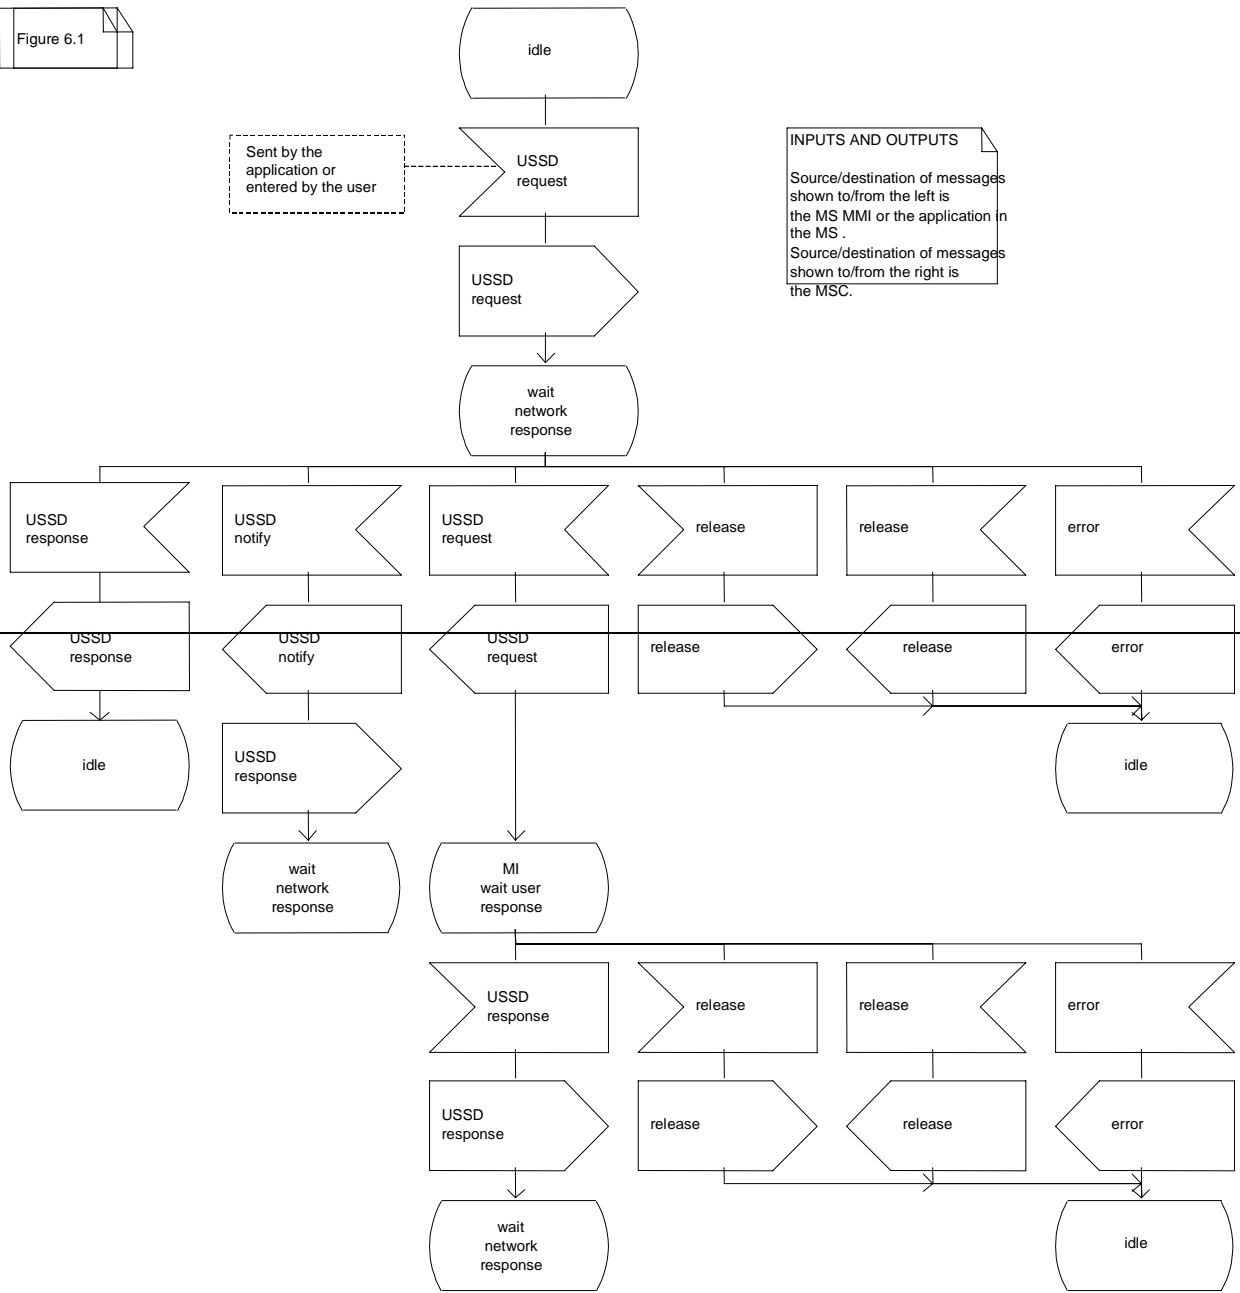 Figure 6.1
idle
Sent by the
application or
entered by the user
USSD
request
INPUTS AND OUTPUTS
Source/destination of messages
shown to/from the left is
the MS MMI or the application in
the MS .
Source/destination of messages
shown to/from the right is
the MSC.
USSD
request
wait
network
response
USSD
response
USSD
notify
USSD
request
release
release
error
USSD
response
USSD
notify
USSD
request
release
release
error
idle
USSD
response
idle
wait
network
response
MI
wait user
response
USSD
response
release
release
error
USSD
response
release
release
error
wait
network
response
idle